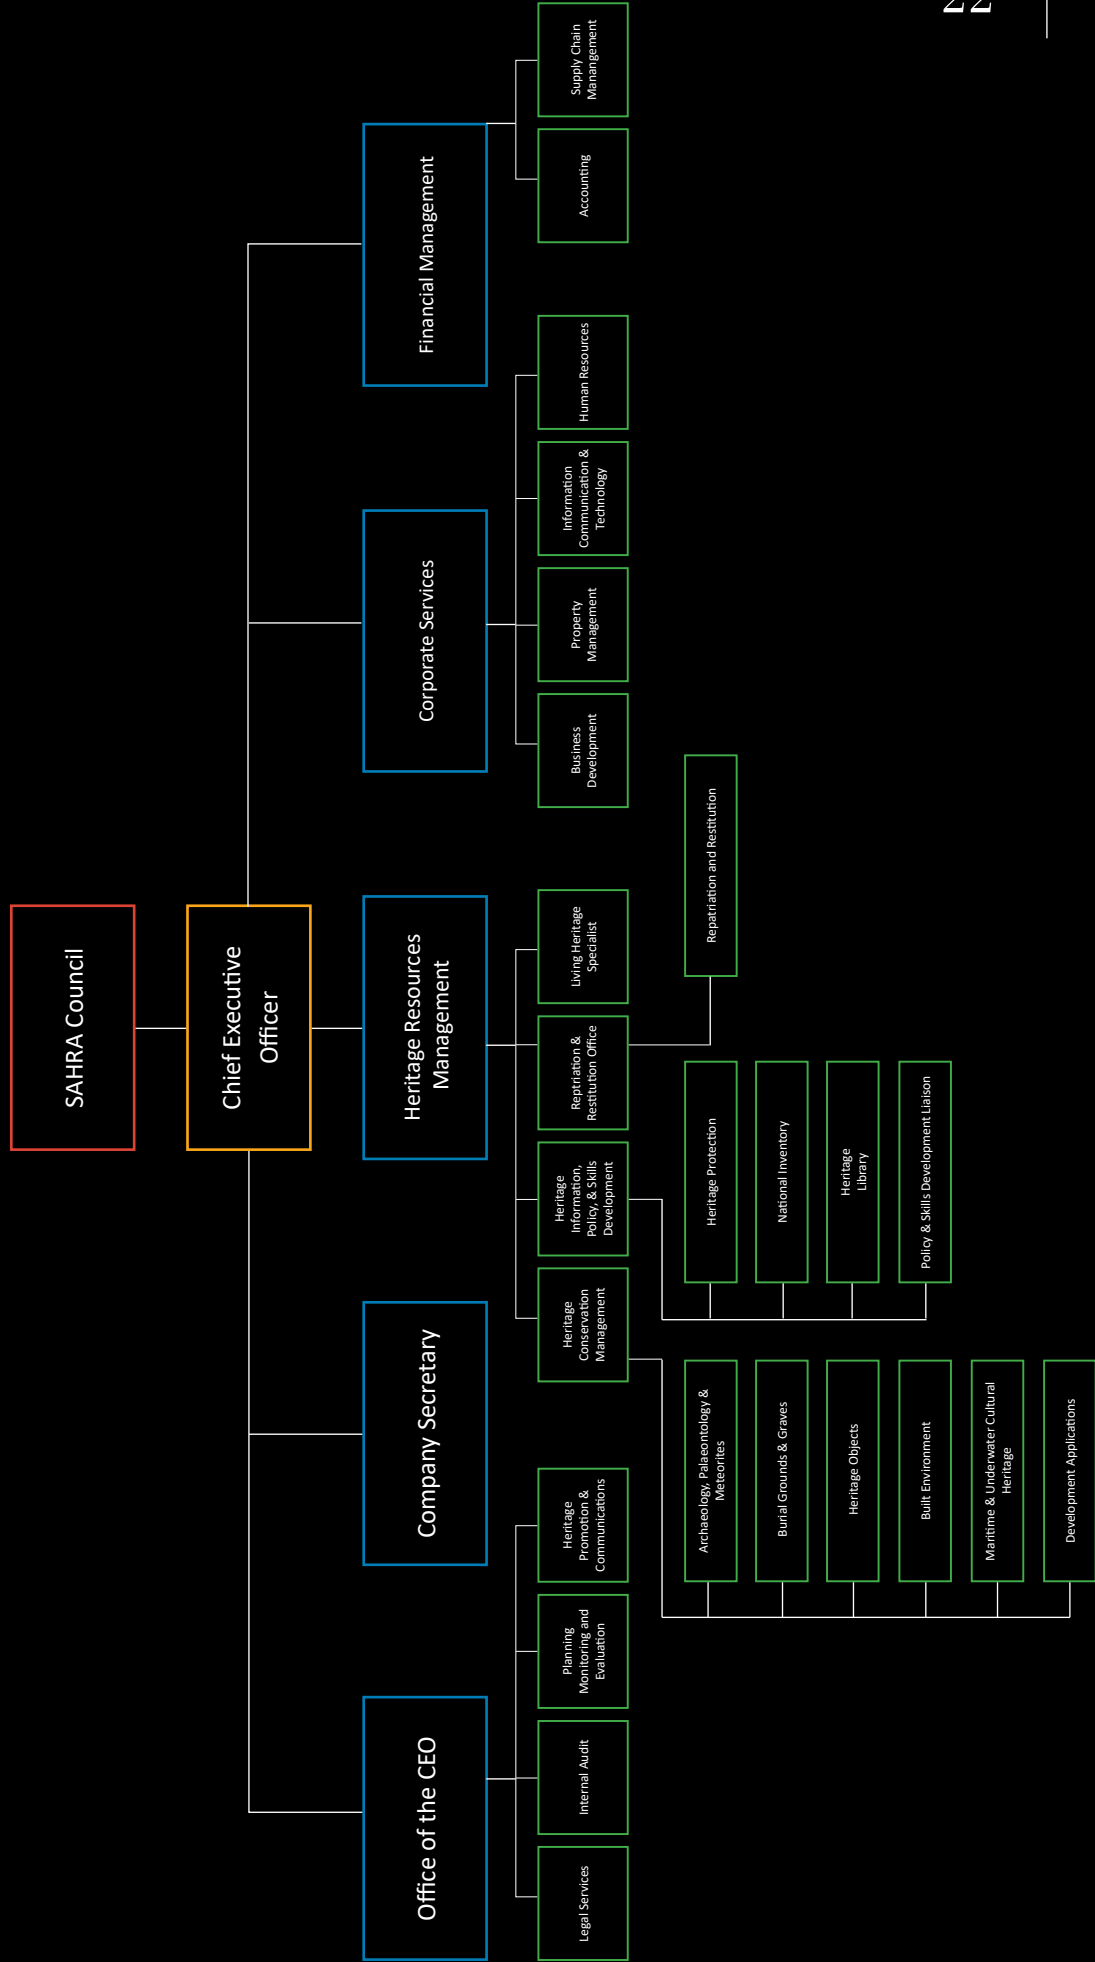 SAHRA Council
Chief Executive
Officer
Office of the CEO
Company Secretary
Heritage Resources
Management
Corporate Services
Financial Management
Legal Services
Internal Audit
Planning
Monitoring and
Evaluation
Heritage
Promotion &
Communications
Heritage
Conservation
Management
Heritage
Information,
Policy, & Skills
Development
Reptriation &
Restitution Office
Living Heritage
Specialist
Business
Development
Property
Management
Information
Communication &
Technology
Human Resources
Accounting
Supply Chain
Manangement
Archaeology, Palaeontology &
Meteorites
Burial Grounds & Graves
Heritage Objects
Built Environment
Maritime & Underwater Cultural
Heritage
Development Applications
Heritage Protection
National Inventory
Heritage
Library
Policy & Skills Development Liaison
Repatriation and Restitution
22